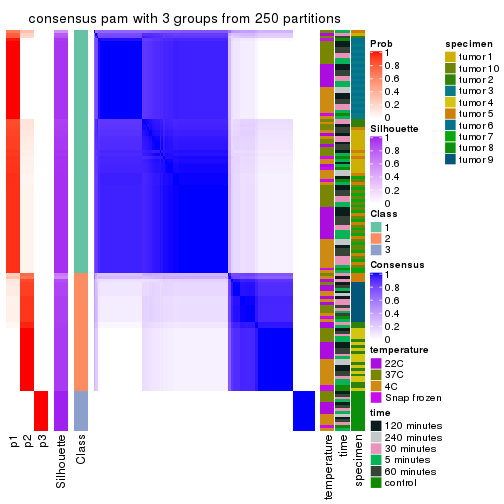 consensus pam with 3 groups from 250 partitions
Prob
1
0.8
0.6
0.4
0.2
0
Silhouette
1
0.8
0.6
0.4
0.2
0
Class
1
2
3
Consensus
1
0.8
0.6
0.4
0.2
0
temperature
22C
37C
4C
Snap frozen
time
120 minutes
240 minutes
30 minutes
5 minutes
60 minutes
control
specimen
tumor 1
tumor 10
tumor 2
tumor 3
tumor 4
tumor 5
tumor 6
tumor 7
tumor 8
tumor 9
p1
p2
p3
Silhouette
Class
temperature
time
specimen